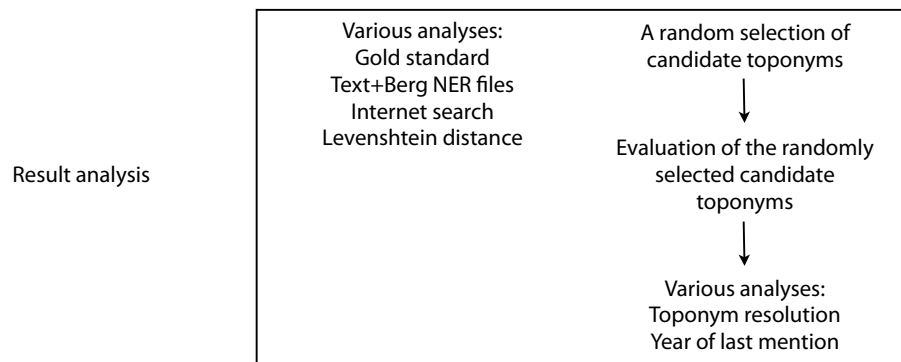 Result analysis
Various analyses:
Gold standard
Text+Berg NER files
Internet search
Levenshtein distance
A random selection of
candidate toponyms
Evaluation of the randomly
selected candidate
toponyms
Various analyses:
Toponym resolution
Year of last mention